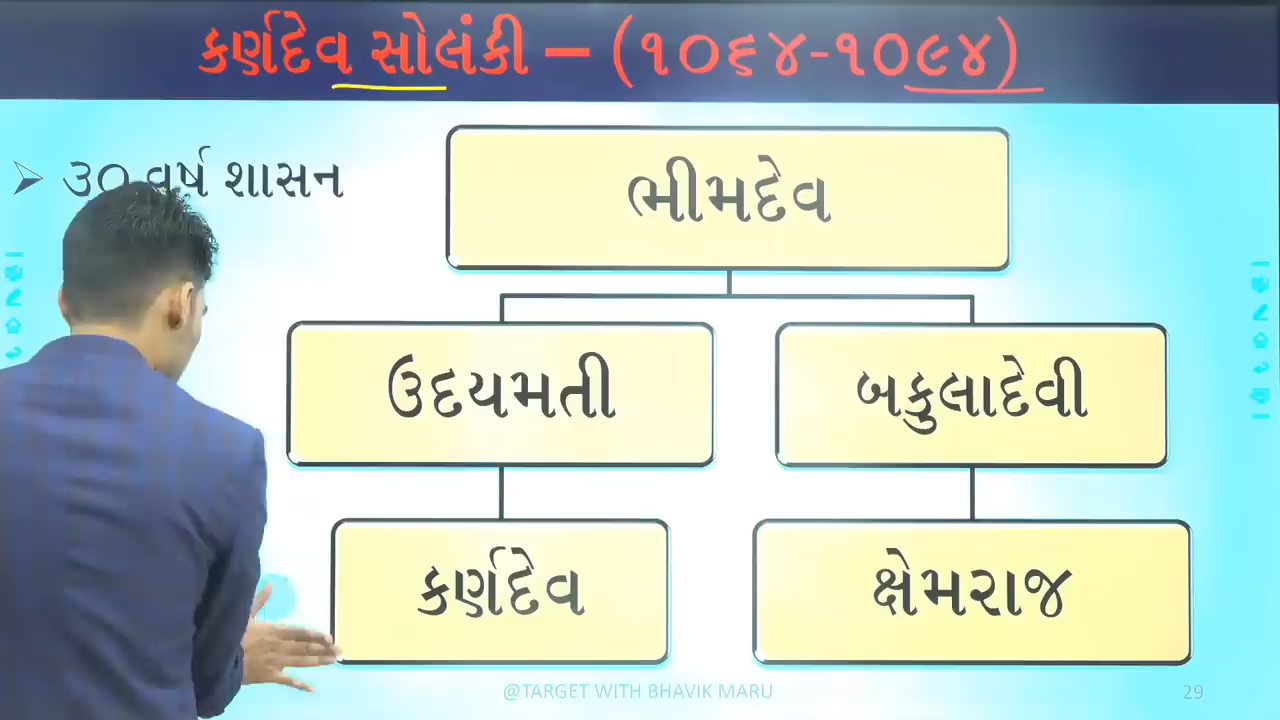 કર્ણદેવ સોલંકી – (૧૦૬૪-૧૦૯૪)
➢ ૩૦ વર્ષ શાસન
ભીમદેવ
ઉદયમતી
બકુલાદેવી
કર્ણદેવ
ક્ષેમરાજ
@TARGET WITH BHAVIK MARU
29